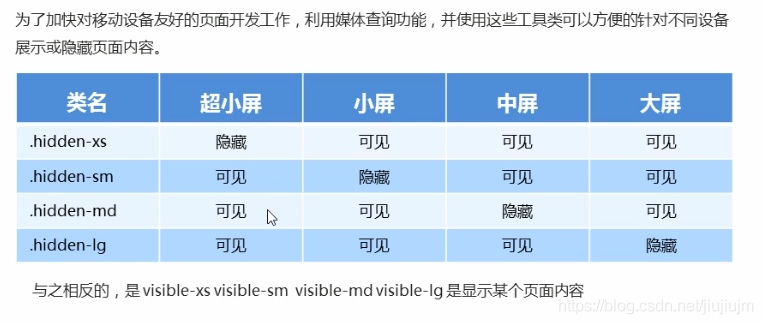 为了加快对移动设备友好的页面开发工作，利用媒体查询功能，并使用这些工具类可以方便的针对不同设备
展示或隐藏页面内容。
类名 超小屏 小屏 中屏 大屏
.hidden-xs 隐藏 可见 可见 可见
.hidden-sm 可见 隐藏 可见 可见
.hidden-md 可见 可见 隐藏 可见
.hidden-lg 可见 可见 可见 隐藏
与之相反的，是 visible-xs visible-sm visible-md visible-lg 是显示某个页面内容
https://blog.csdn.net/jiujiujm